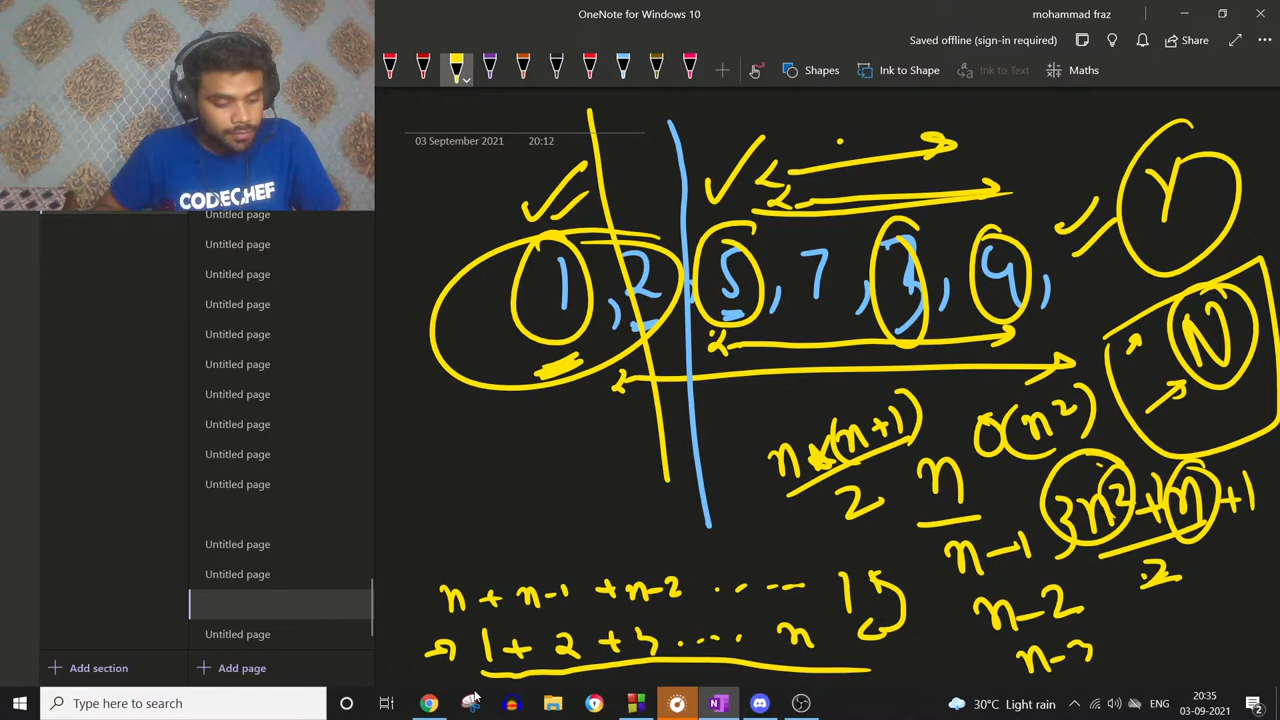 OneNote for Windows 10
mohammad fraz
Saved offline (sign-in required)
Share
Shapes
Ink to Shape
Ink to Text
Maths
03 September 2021 20:12
CODECHEF
Untitled page
Untitled page
Untitled page
Untitled page
Untitled page
Untitled page
Untitled page
Untitled page
Untitled page
Untitled page
Untitled page
Untitled page
Untitled page
Add section
Add page
Y
1, 2, 5, 7, 7, 9,
N
n*(n+1)
2
O(n²)
n
n-1
n-2
n-3
3n²+n+1
2
n + n-1 + n-2 ..... 1
1 + 2 + 3 .... n
Type here to search
30°C Light rain
ENG
20:35
03-09-2021
2